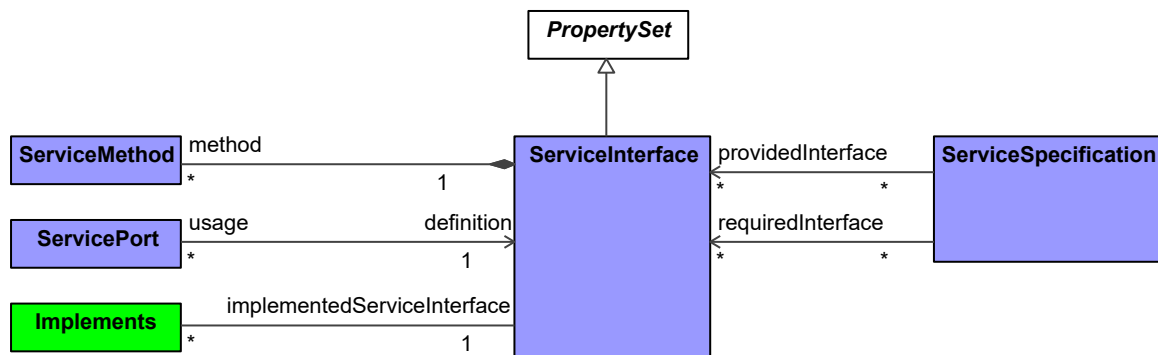 PropertySet
ServiceMethod
method
*
1
ServiceInterface
providedInterface
*
*
ServiceSpecification
ServicePort
usage
*
definition
1
requiredInterface
*
*
Implements
*
implementedServiceInterface
1